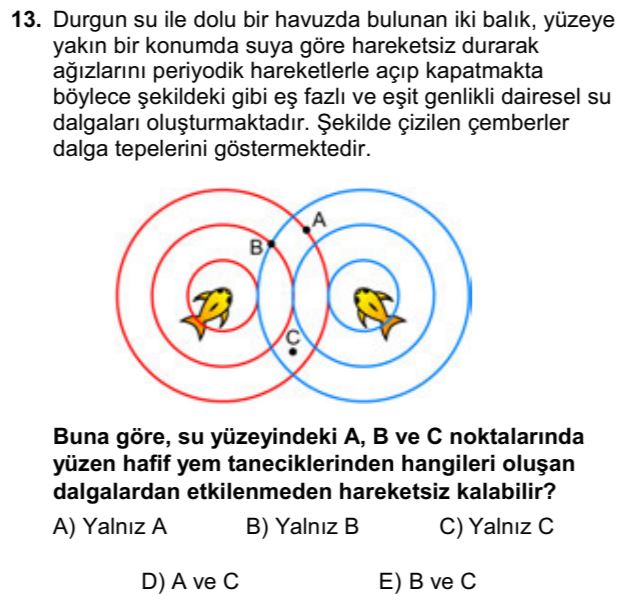 13. Durgun su ile dolu bir havuzda bulunan iki balık, yüzeye
yakın bir konumda suya göre hareketsiz durarak
ağızlarını periyodik hareketlerle açıp kapatmakta
böylece şekildeki gibi eş fazlı ve eşit genlikli dairesel su
dalgaları oluşturmaktadır. Şekilde çizilen çemberler
dalga tepelerini göstermektedir.
A
B
C
Buna göre, su yüzeyindeki A, B ve C noktalarında
yüzen hafif yem taneciklerinden hangileri oluşan
dalgalardan etkilenmeden hareketsiz kalabilir?
A) Yalnız A B) Yalnız B C) Yalnız C
D) A ve C E) B ve C